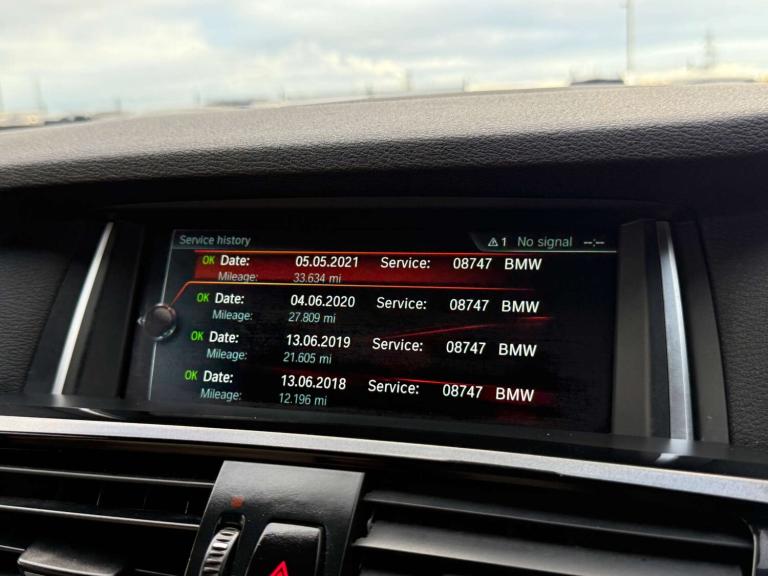 Service history
1 No signal --:--
OK Date: 05.05.2021 Service: 08747 BMW
Mileage: 33.634 mi
OK Date: 04.06.2020 Service: 08747 BMW
Mileage: 27.809 mi
OK Date: 13.06.2019 Service: 08747 BMW
Mileage: 21.605 mi
OK Date: 13.06.2018 Service: 08747 BMW
Mileage: 12.196 mi